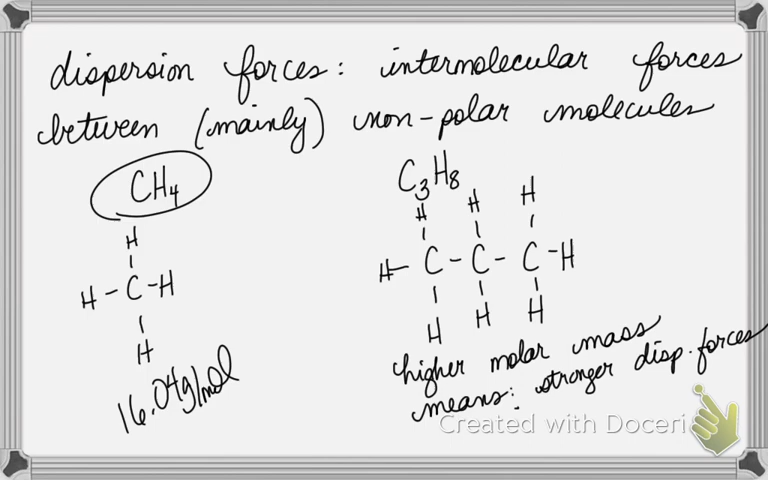 dispersion forces: intermolecular forces
between (mainly) non-polar molecules
CH4
C3H8
H
H - C - H
H
H H H
H - C - C - C - H
H H H
16.04g/mol
higher molar mass
means: stronger disp. forces
Created with Doceri